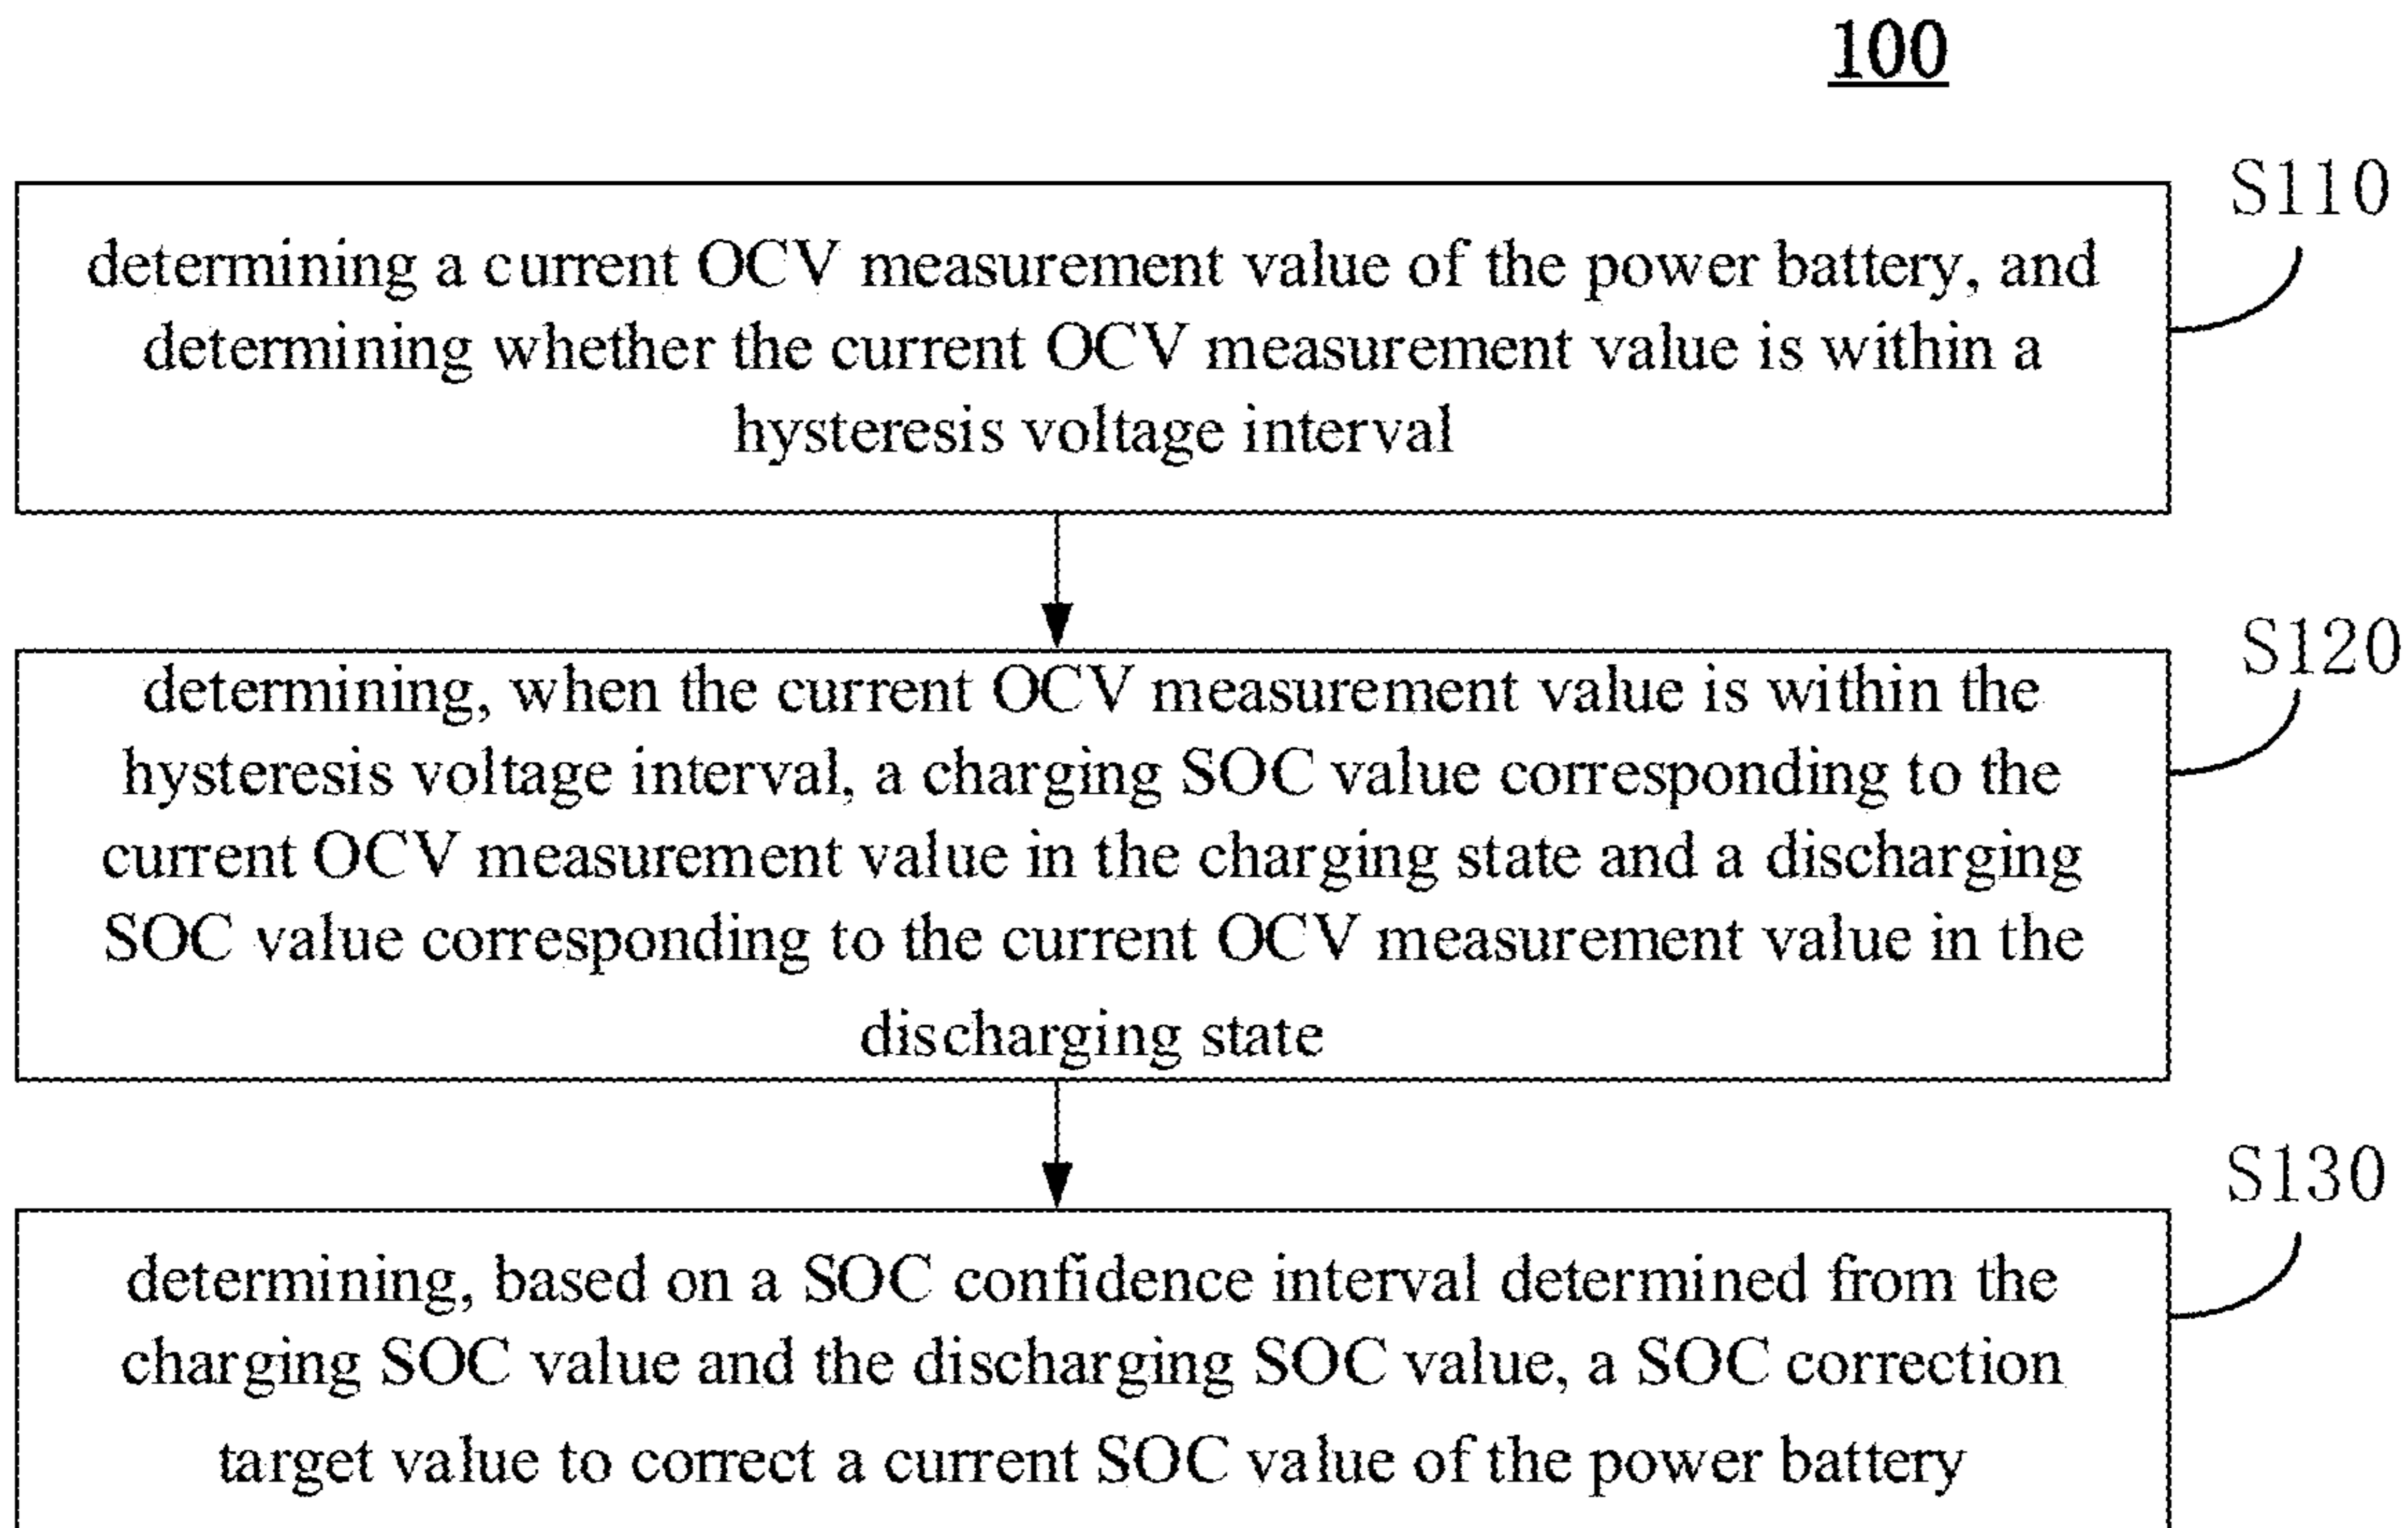 100
S110
determining a current OCV measurement value of the power battery, and
determining whether the current OCV measurement value is within a
hysteresis voltage interval
S120
determining, when the current OCV measurement value is within the
hysteresis voltage interval, a charging SOC value corresponding to the
current OCV measurement value in the charging state and a discharging
SOC value corresponding to the current OCV measurement value in the
discharging state
S130
determining, based on a SOC confidence interval determined from the
charging SOC value and the discharging SOC value, a SOC correction
target value to correct a current SOC value of the power battery